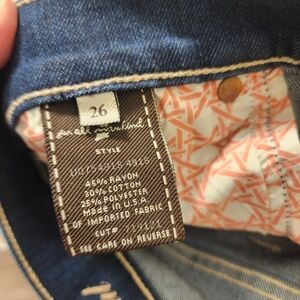 26
for all mankind
STYLE
45% RAYON
30% COTTON
25% POLYESTER
Made in U.S.A
OF IMPORTED FABRIC
CUT#
SEE CARE ON REVERSE